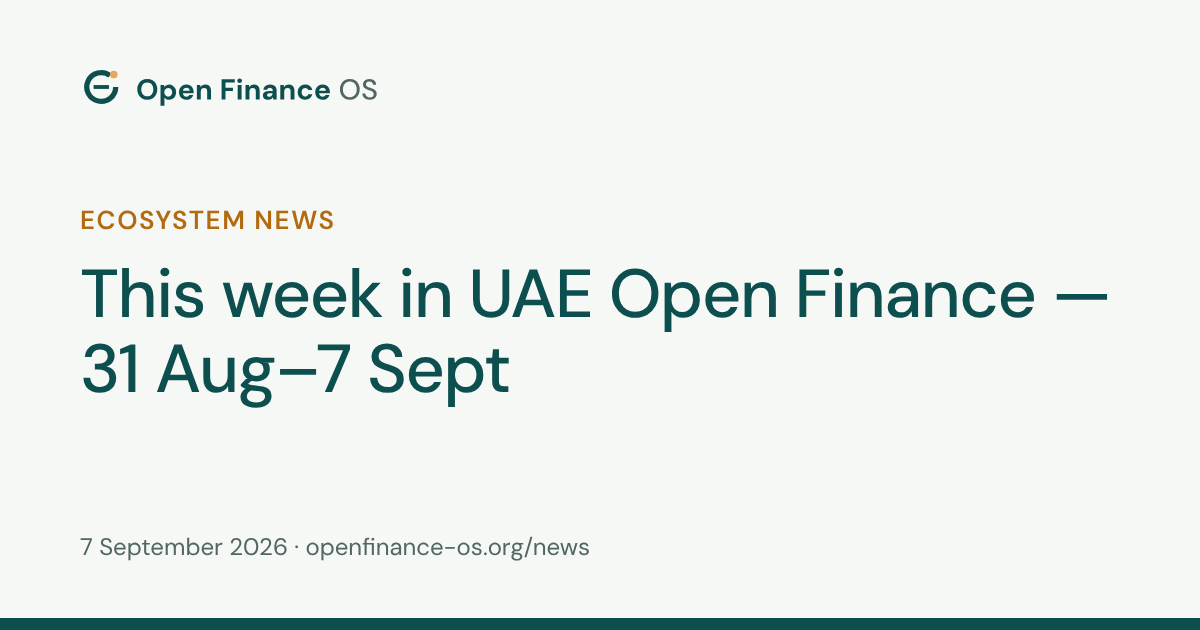 Open Finance OS
ECOSYSTEM NEWS
This week in UAE Open Finance —
31 Aug–7 Sept
7 September 2026 · openfinance-os.org/news